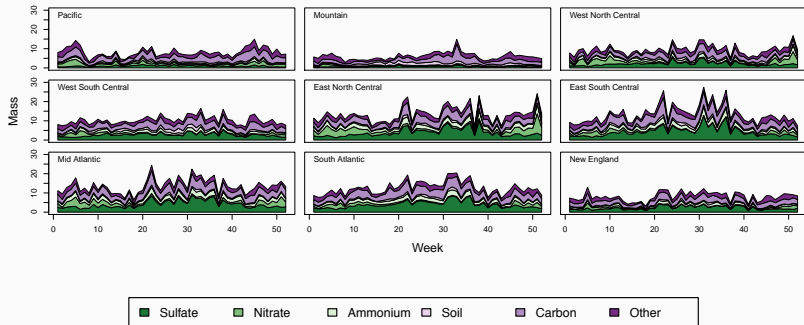 Pacific
Mountain
West North Central
0 10 20 30
West South Central
East North Central
East South Central
0 10 20 30
Mass
Mid Atlantic
South Atlantic
New England
0 10 20 30
0 10 20 30 40 50
0 10 20 30 40 50
0 10 20 30 40 50
Week
Sulfate Nitrate Ammonium Soil Carbon Other